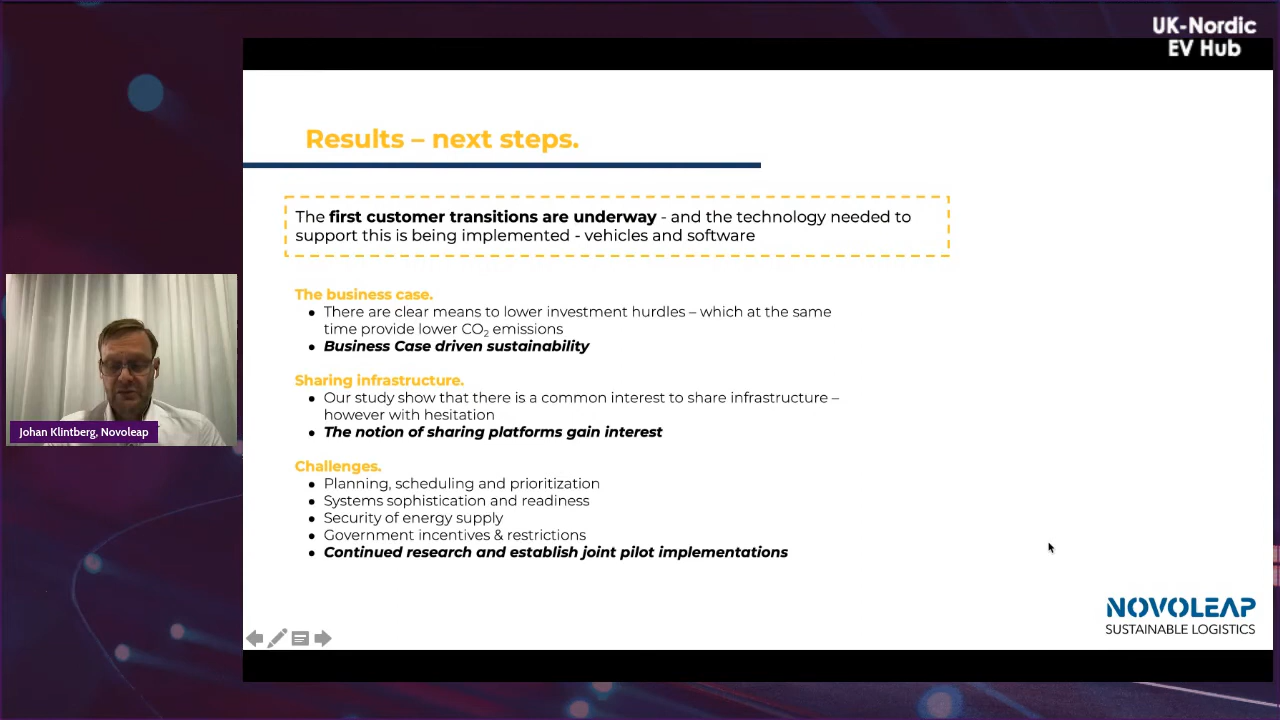 UK-Nordic
EV Hub
Results – next steps.
The first customer transitions are underway - and the technology needed to
support this is being implemented - vehicles and software
The business case.
• There are clear means to lower investment hurdles – which at the same
time provide lower CO₂ emissions
• Business Case driven sustainability
Sharing infrastructure.
• Our study show that there is a common interest to share infrastructure –
however with hesitation
• The notion of sharing platforms gain interest
Challenges.
• Planning, scheduling and prioritization
• Systems sophistication and readiness
• Security of energy supply
• Government incentives & restrictions
• Continued research and establish joint pilot implementations
Johan Klintberg, Novoleap
NOVOLEAP
SUSTAINABLE LOGISTICS